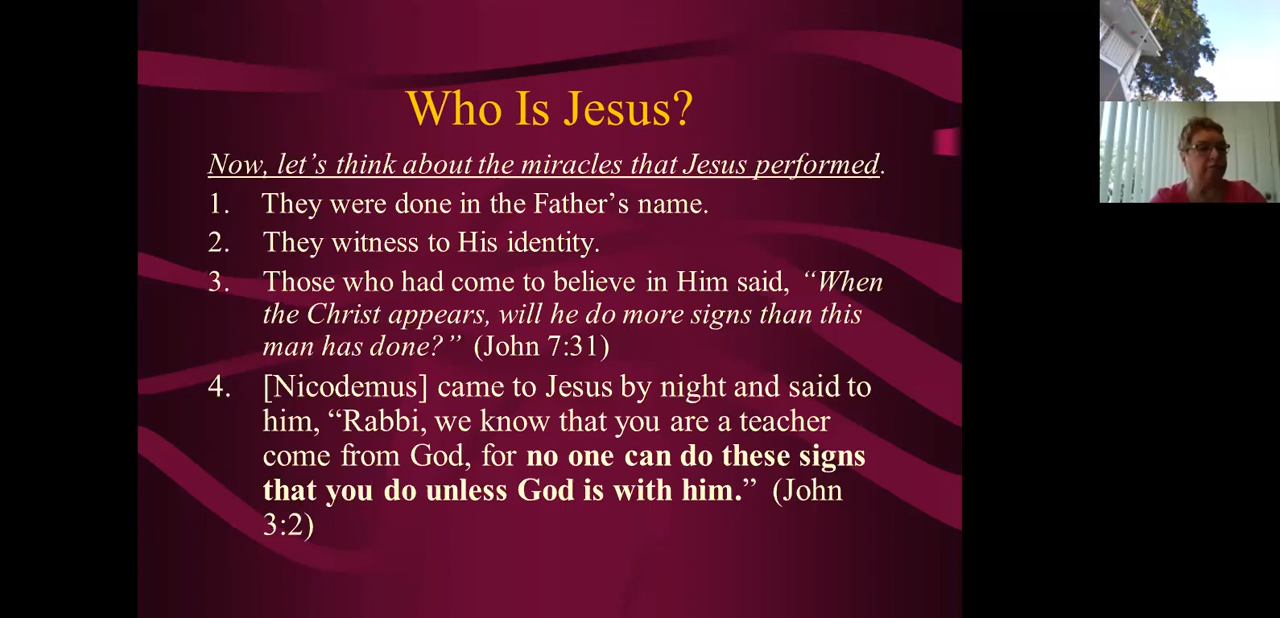 Who Is Jesus?
Now, let’s think about the miracles that Jesus performed.
1. They were done in the Father’s name.
2. They witness to His identity.
3. Those who had come to believe in Him said, “When
the Christ appears, will he do more signs than this
man has done?” (John 7:31)
4. [Nicodemus] came to Jesus by night and said to
him, “Rabbi, we know that you are a teacher
come from God, for no one can do these signs
that you do unless God is with him.” (John
3:2)